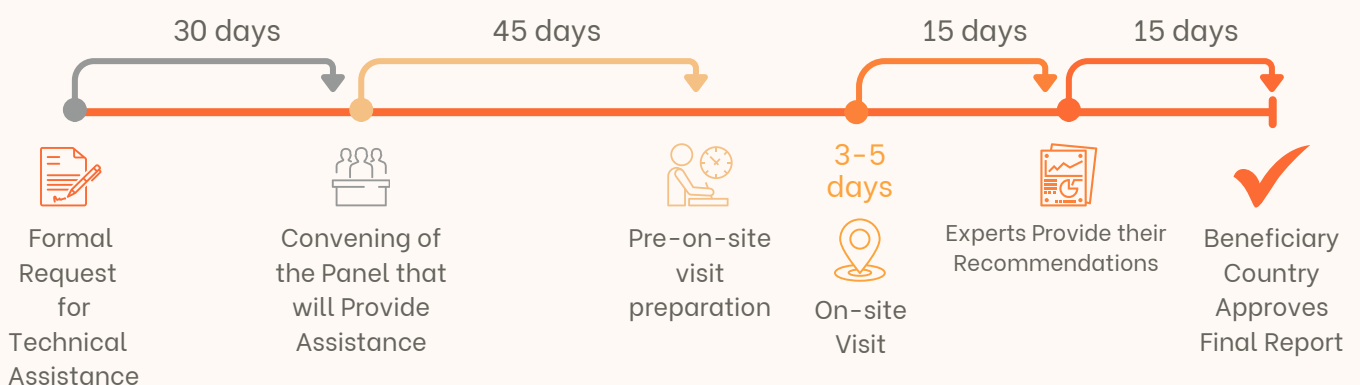 30 days
45 days
15 days
15 days
Formal
Request
for
Technical
Assistance
Convening of
the Panel that
will Provide
Assistance
Pre-on-site
visit
preparation
3-5
days
On-site
Visit
Experts Provide their
Recommendations
Beneficiary
Country
Approves
Final Report